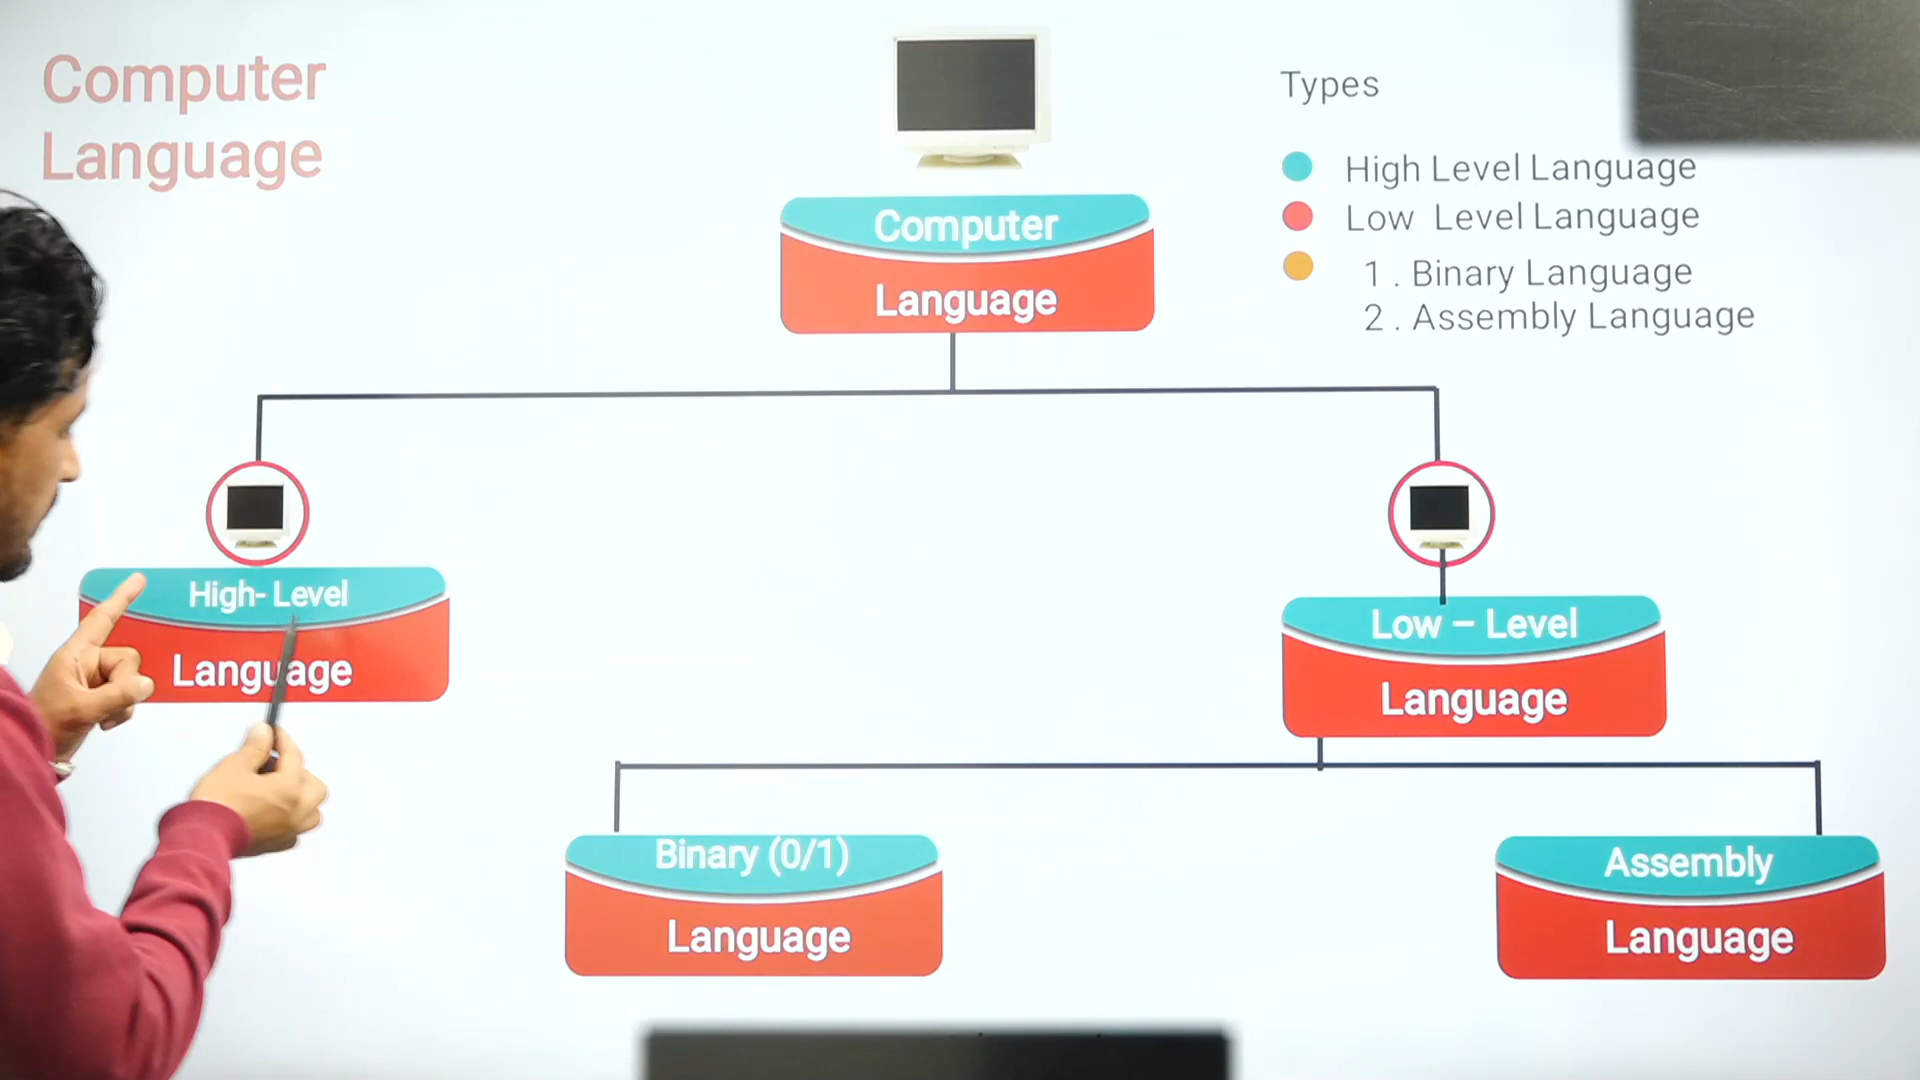 Computer
Language
Types
High Level Language
Low Level Language
1 . Binary Language
2 . Assembly Language
Computer
Language
High- Level
Language
Low – Level
Language
Binary (0/1)
Language
Assembly
Language